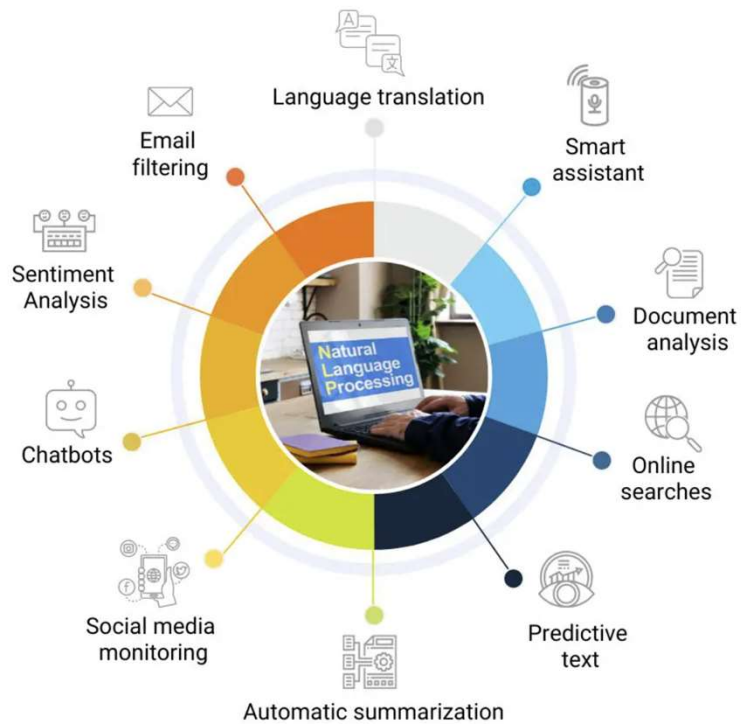 A
文
Language translation
Email
filtering
Smart
assistant
Sentiment
Analysis
Document
analysis
Natural
Language
Processing
Chatbots
Online
searches
Social media
monitoring
Predictive
text
Automatic summarization